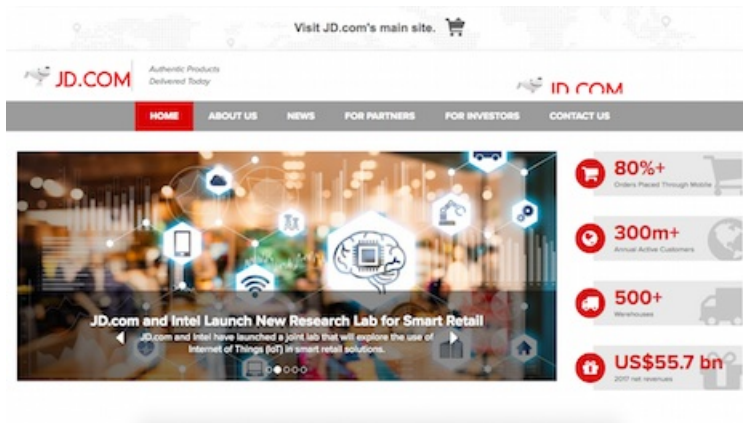 Visit JD.com's main site.
JD.COM
Authentic Products
Delivered Today
JD.COM
HOME ABOUT US NEWS FOR PARTNERS FOR INVESTORS CONTACT US
JD.com and Intel Launch New Research Lab for Smart Retail
JD.com and Intel have launched a joint lab that will explore the use of
Internet of Things (IoT) in smart retail solutions.
80%+
Orders Placed Through Mobile
300m+
Annual Active Customers
500+
Warehouses
US$55.7 bn
2017 net revenues